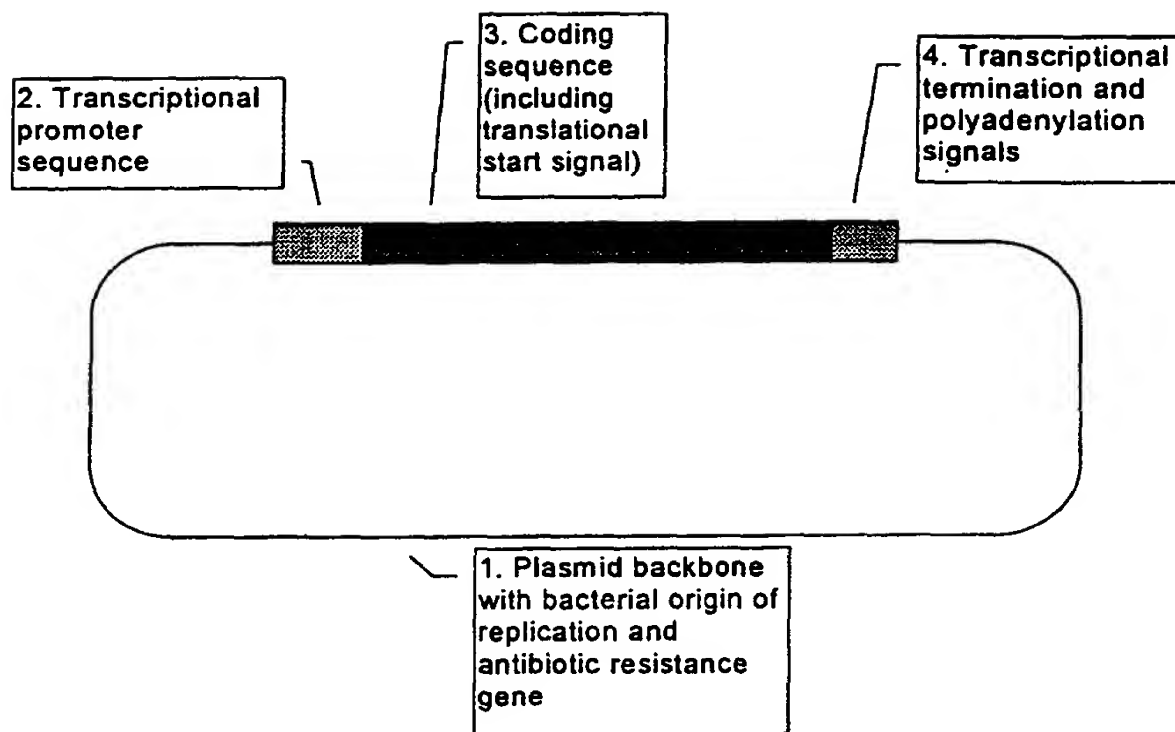 3. Coding
sequence
(including
translational
start signal)
4. Transcriptional
termination and
polyadenylation
signals
2. Transcriptional
promoter
sequence
1. Plasmid backbone
with bacterial origin of
replication and
antibiotic resistance
gene